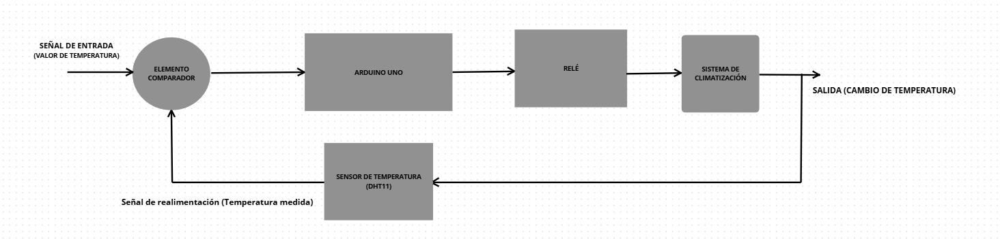 SEÑAL DE ENTRADA
(VALOR DE TEMPERATURA)
ELEMENTO
COMPARADOR
ARDUINO UNO
RELÉ
SISTEMA DE
CLIMATIZACIÓN
SALIDA (CAMBIO DE TEMPERATURA)
SENSOR DE TEMPERATURA
(DHT11)
Señal de realimentación (Temperatura medida)